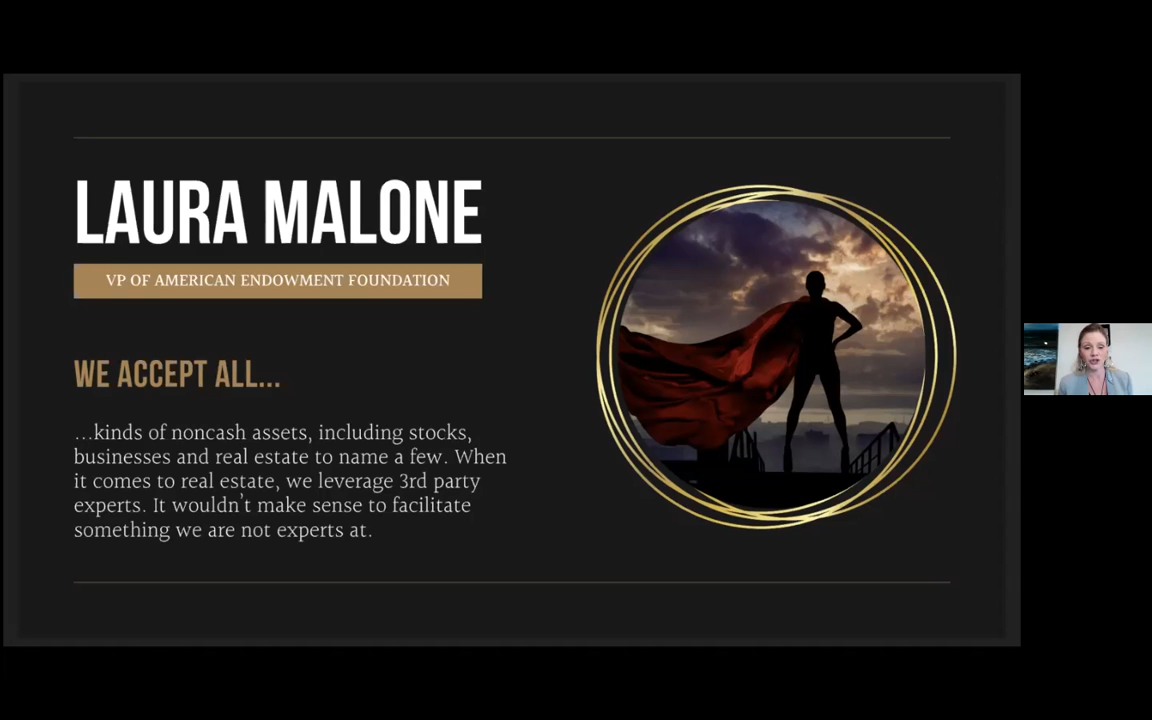 LAURA MALONE
VP OF AMERICAN ENDOWMENT FOUNDATION
WE ACCEPT ALL...
...kinds of noncash assets, including stocks,
businesses and real estate to name a few. When
it comes to real estate, we leverage 3rd party
experts. It wouldn't make sense to facilitate
something we are not experts at.